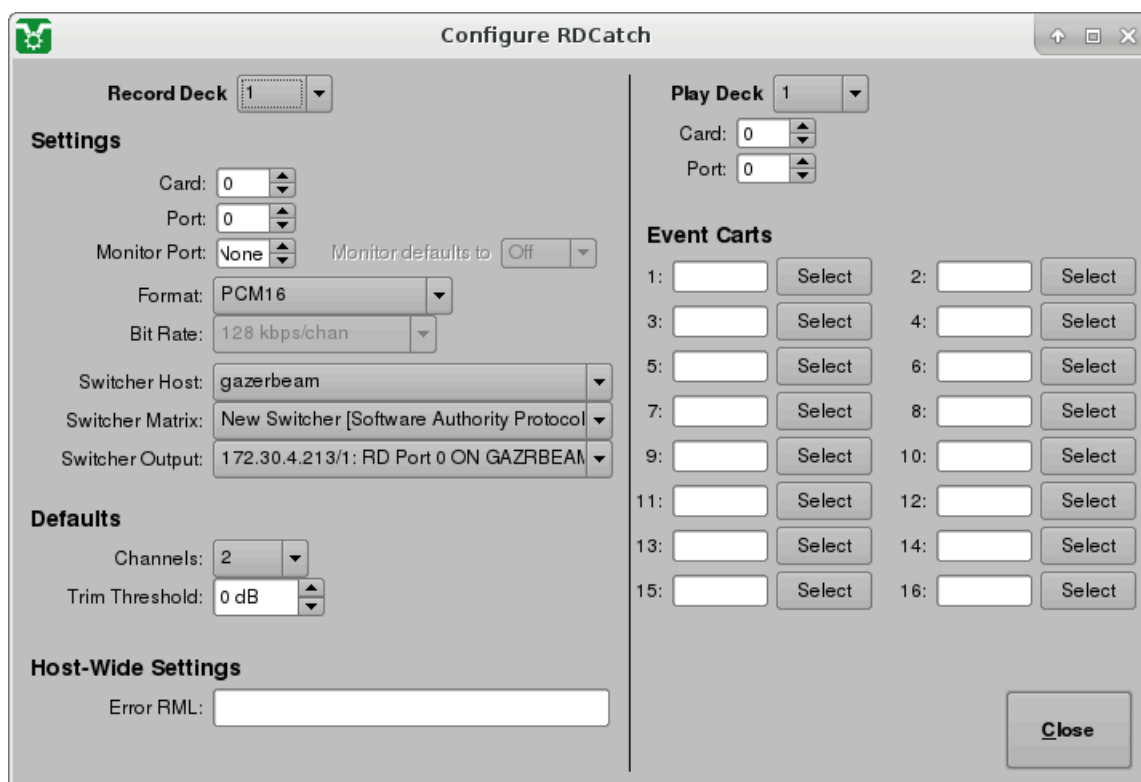 Configure RDCatch
Record Deck 1
Settings
Card: 0
Port: 0
Monitor Port: None Monitor defaults to Off
Format: PCM16
Bit Rate: 128 kbps/chan
Switcher Host: gazerbeam
Switcher Matrix: New Switcher [Software Authority Protocol
Switcher Output: 172.30.4.213/1: RD Port 0 ON GAZRBEAM
Defaults
Channels: 2
Trim Threshold: 0 dB
Host-Wide Settings
Error RML:
Play Deck 1
Card: 0
Port: 0
Event Carts
1: Select 2: Select
3: Select 4: Select
5: Select 6: Select
7: Select 8: Select
9: Select 10: Select
11: Select 12: Select
13: Select 14: Select
15: Select 16: Select
Close